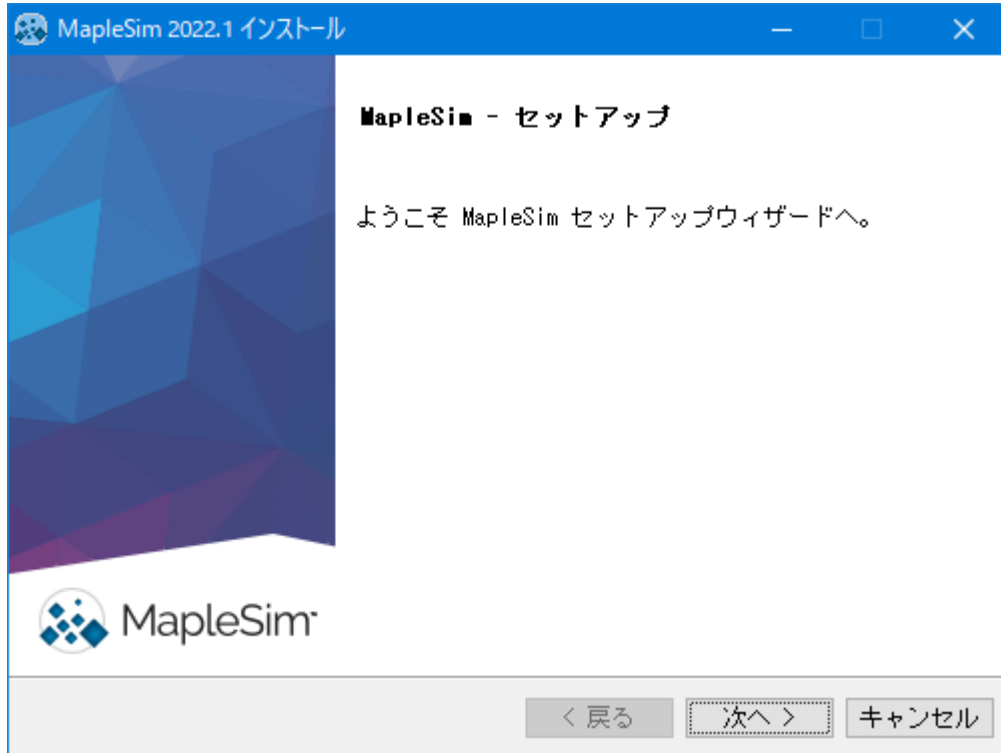 MapleSim 2022.1 インストール
MapleSim - セットアップ
ようこそ MapleSim セットアップウィザードへ。
MapleSim™
< 戻る
次へ >
キャンセル